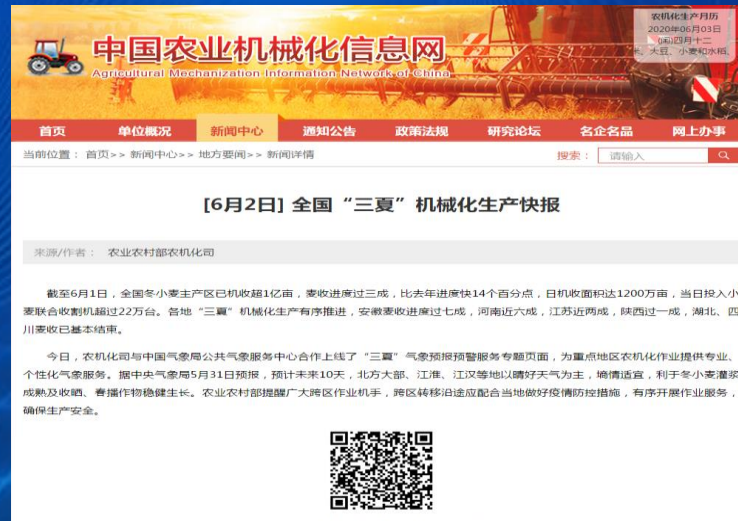 农机化生产月历
2020年06月03日
(闰)四月十二
大豆、小麦和水稻,
中国农业机械化信息网
Agricultural Mechanization Information Network of China
首页 单位概况 新闻中心 通知公告 政策法规 研究论坛 名企名品 网上办事
当前位置： 首页>> 新闻中心>> 地方要闻>> 新闻详情 搜索： 请输入
[6月2日] 全国“三夏”机械化生产快报
来源/作者： 农业农村部农机化司
截至6月1日，全国冬小麦主产区已机收超1亿亩，麦收进度过三成，比去年进度快14个百分点，日机收面积达1200万亩，当日投入小
麦联合收割机超过22万台。各地“三夏”机械化生产有序推进，安徽麦收进度过七成，河南近六成，江苏近两成，陕西过一成，湖北、四
川麦收已基本结束。
今日，农机化司与中国气象局公共气象服务中心合作上线了“三夏”气象预报预警服务专题页面，为重点地区农机化作业提供专业、
个性化气象服务。据中央气象局5月31日预报，预计未来10天，北方大部、江淮、江汉等地以晴好天气为主，墒情适宜，利于冬小麦灌浆
成熟及收晒、春播作物稳健生长。农业农村部提醒广大跨区作业机手，跨区转移沿途应配合当地做好疫情防控措施，有序开展作业服务，
确保生产安全。